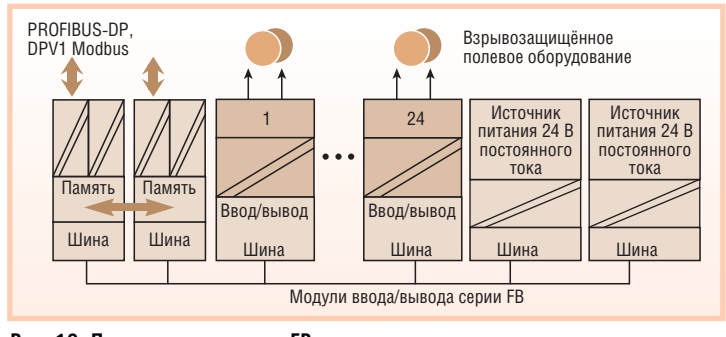 PROFIBUS-DP,
DPV1 Modbus
Взрывозащищённое
полевое оборудование
1
24
Источник
питания 24 В
постоянного
тока
Источник
питания 24 В
постоянного
тока
Память
Память
Ввод/вывод
Ввод/вывод
Шина
Шина
Шина
Шина
Шина
Шина
Модули ввода/вывода серии FB